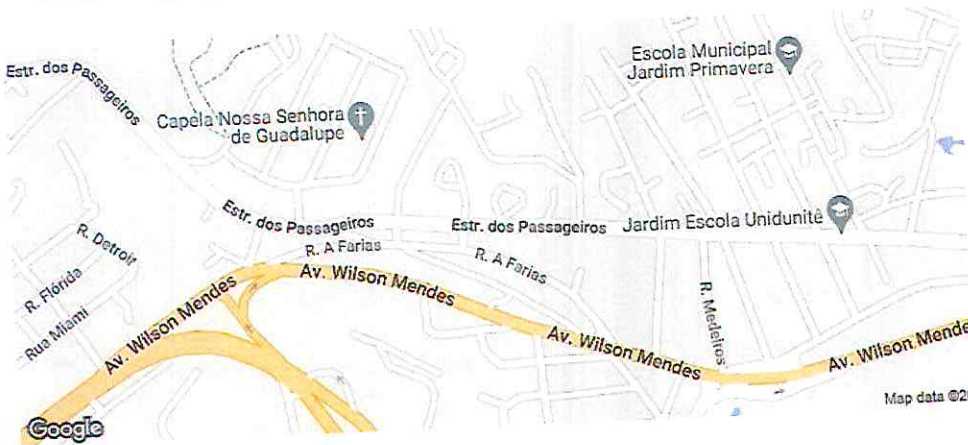 Escola Municipal
Jardim Primavera
Estr. dos Passageiros
Capela Nossa Senhora
de Guadalupe
Estr. dos Passageiros
Estr. dos Passageiros
Jardim Escola Unidunitê
R. Detroit
R. A Farias
R. A Farias
R. Flórida
Av. Wilson Mendes
R. Medeiros
Rua Miami
Av. Wilson Mendes
Av. Wilson Mendes
Av. Wilson Mende
Google
Map data ©2